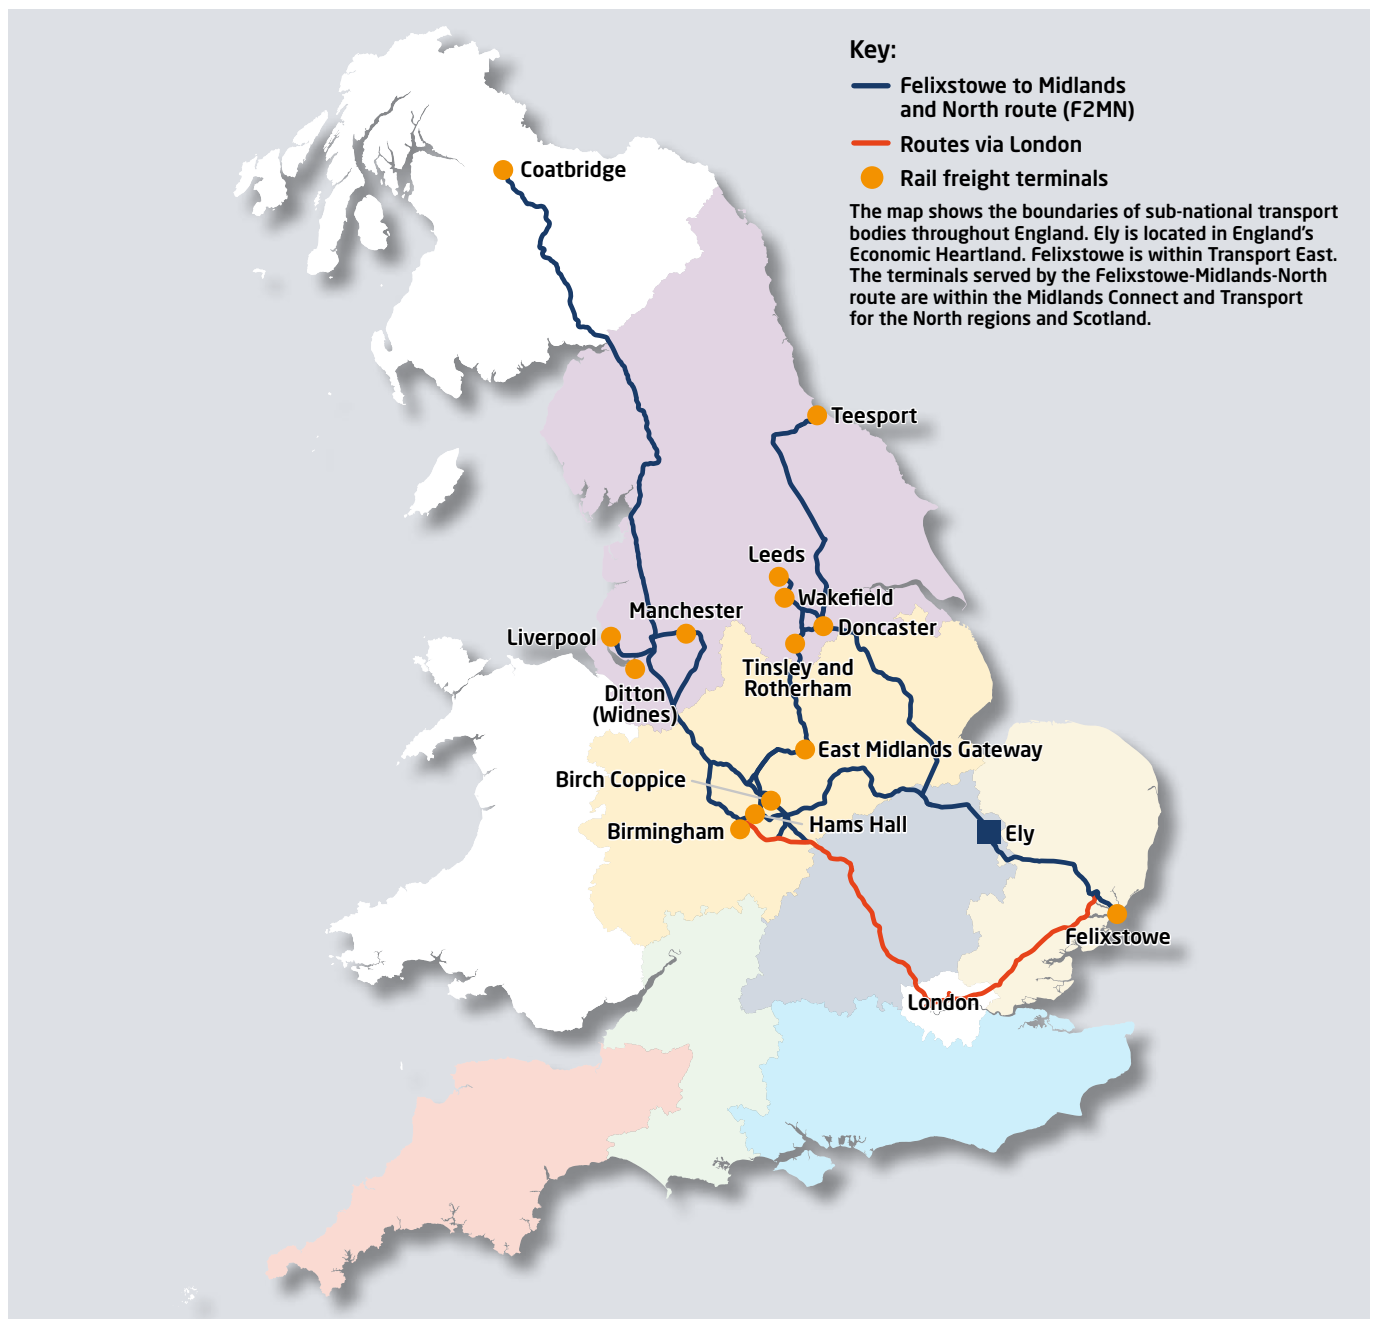 Key:
Felixstowe to Midlands
and North route (F2MN)
Routes via London
Rail freight terminals
The map shows the boundaries of sub-national transport
bodies throughout England. Ely is located in England's
Economic Heartland. Felixstowe is within Transport East.
The terminals served by the Felixstowe-Midlands-North
route are within the Midlands Connect and Transport
for the North regions and Scotland.
Coatbridge
Teesport
Leeds
Wakefield
Manchester
Doncaster
Liverpool
Tinsley and
Rotherham
Ditton
(Widnes)
East Midlands Gateway
Birch Coppice
Hams Hall
Birmingham
Ely
Felixstowe
London